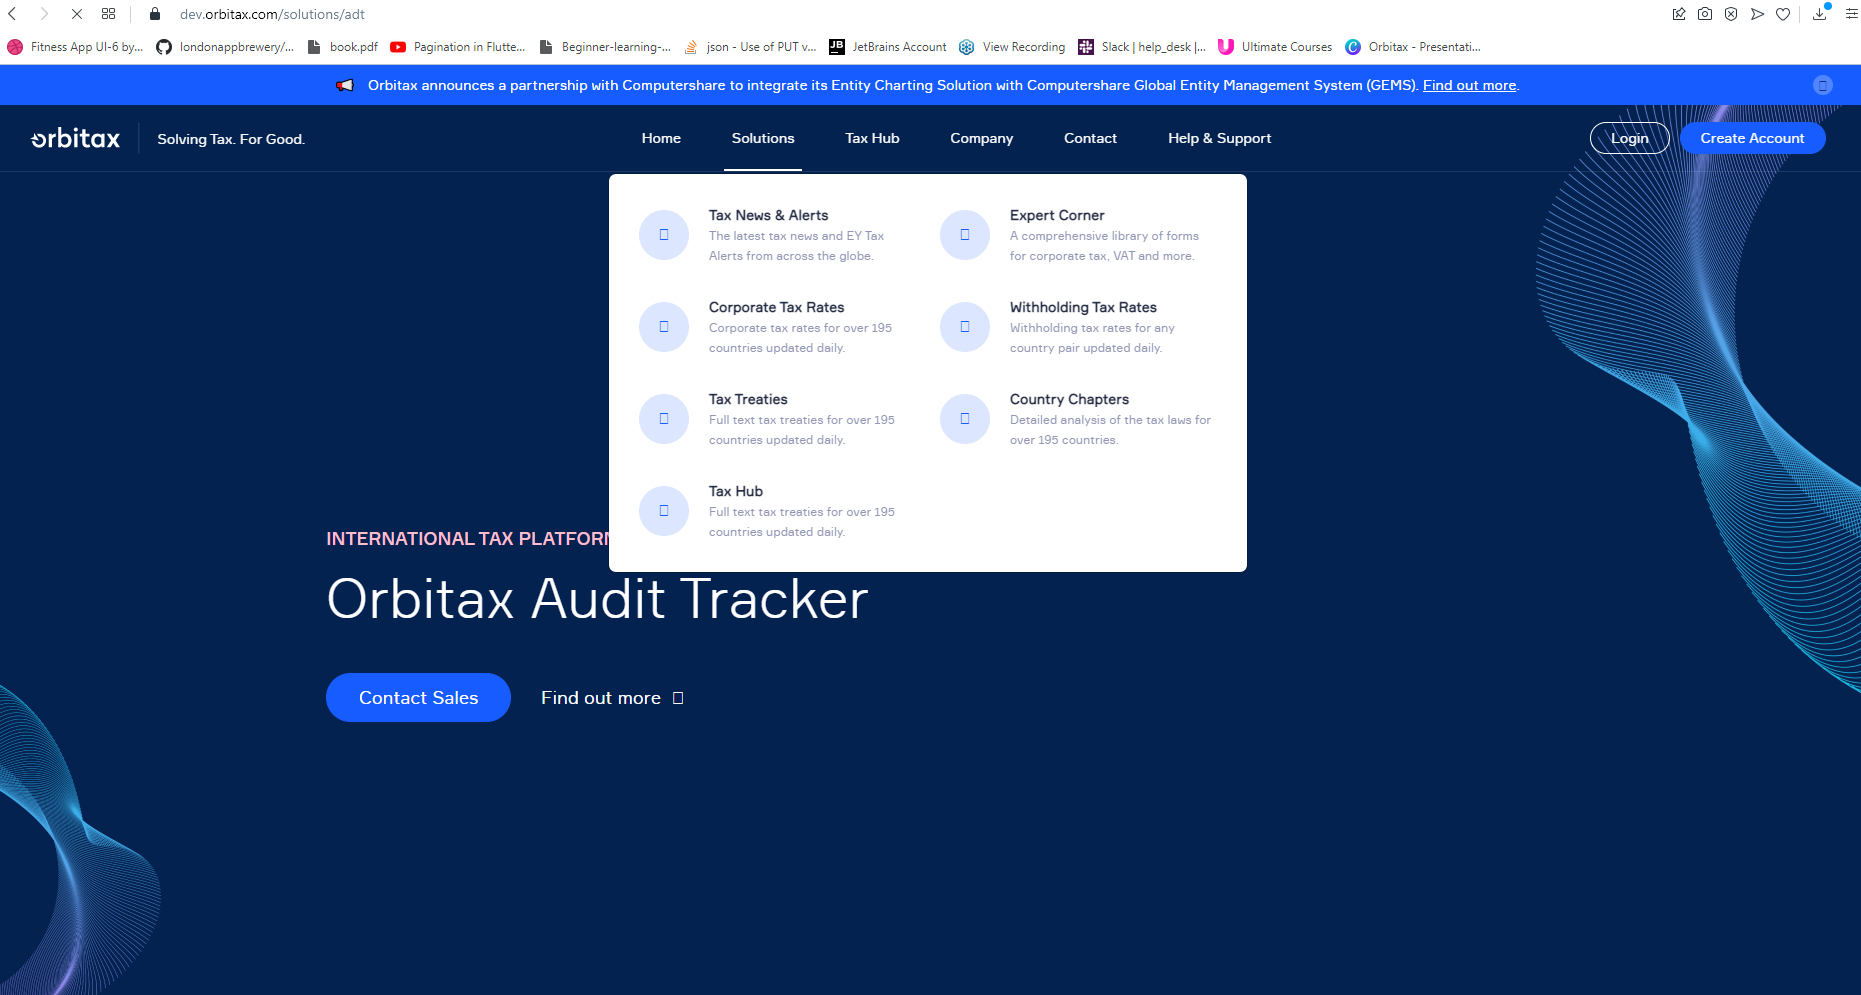 dev.orbitax.com/solutions/adt
Fitness App UI-6 by...
londonappbrewery/...
book.pdf
Pagination in Flutte...
Beginner-learning-...
json - Use of PUT v...
JetBrains Account
View Recording
Slack | help_desk |...
Ultimate Courses
Orbitax - Presentati...
Orbitax announces a partnership with Computershare to integrate its Entity Charting Solution with Computershare Global Entity Management System (GEMS). Find out more.
orbitax
Solving Tax. For Good.
Home
Solutions
Tax Hub
Company
Contact
Help & Support
Login
Create Account
Tax News & Alerts
The latest tax news and EY Tax
Alerts from across the globe.
Expert Corner
A comprehensive library of forms
for corporate tax, VAT and more.
Corporate Tax Rates
Corporate tax rates for over 195
countries updated daily.
Withholding Tax Rates
Withholding tax rates for any
country pair updated daily.
Tax Treaties
Full text tax treaties for over 195
countries updated daily.
Country Chapters
Detailed analysis of the tax laws for
over 195 countries.
Tax Hub
Full text tax treaties for over 195
countries updated daily.
INTERNATIONAL TAX PLATFORM
Orbitax Audit Tracker
Contact Sales
Find out more